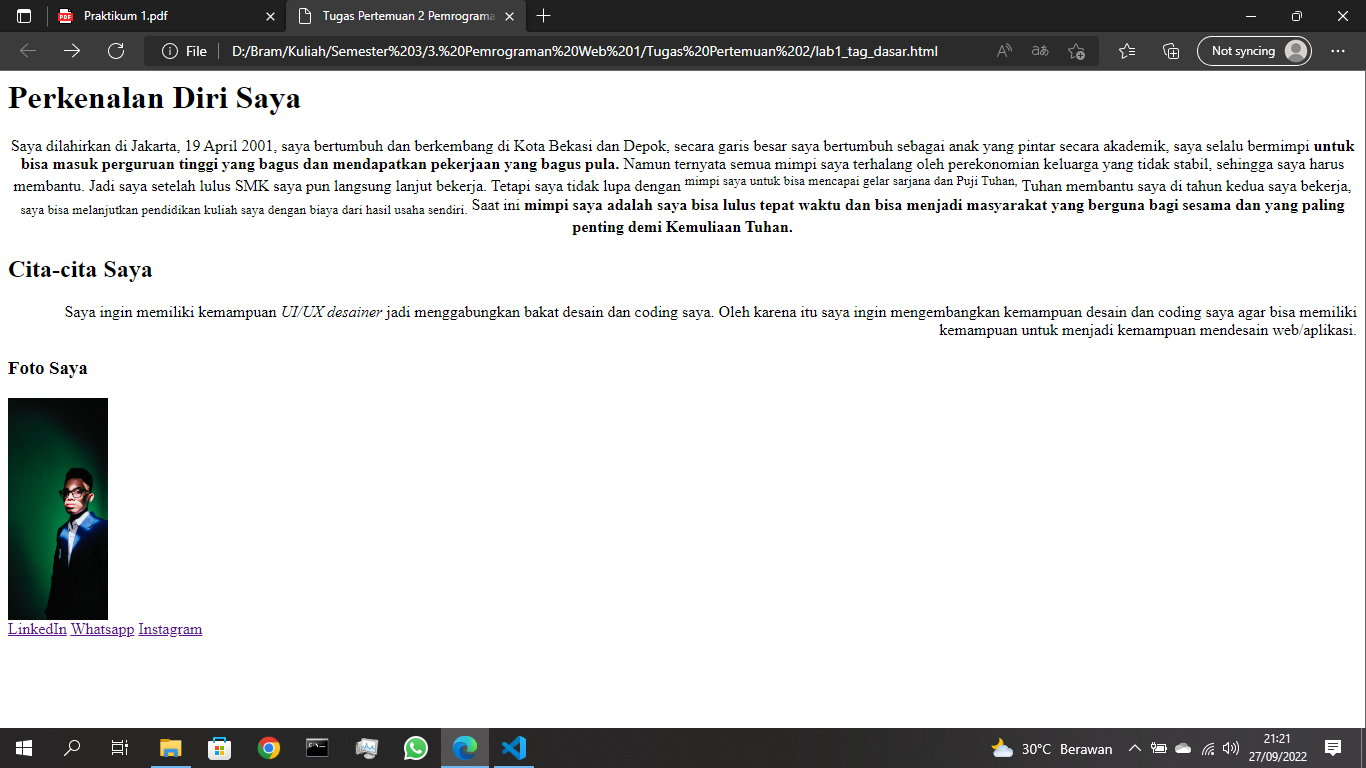 Praktikum 1.pdf
Tugas Pertemuan 2 Pemrograma
File
D:/Bram/Kuliah/Semester%203/3.%20Pemrograman%20Web%201/Tugas%20Pertemuan%202/lab1_tag_dasar.html
Not syncing
Perkenalan Diri Saya
Saya dilahirkan di Jakarta, 19 April 2001, saya bertumbuh dan berkembang di Kota Bekasi dan Depok, secara garis besar saya bertumbuh sebagai anak yang pintar secara akademik, saya selalu bermimpi untuk
bisa masuk perguruan tinggi yang bagus dan mendapatkan pekerjaan yang bagus pula. Namun ternyata semua mimpi saya terhalang oleh perekonomian keluarga yang tidak stabil, sehingga saya harus
membantu. Jadi saya setelah lulus SMK saya pun langsung lanjut bekerja. Tetapi saya tidak lupa dengan mimpi saya untuk bisa mencapai gelar sarjana dan Puji Tuhan, Tuhan membantu saya di tahun kedua saya bekerja,
saya bisa melanjutkan pendidikan kuliah saya dengan biaya dari hasil usaha sendiri. Saat ini mimpi saya adalah saya bisa lulus tepat waktu dan bisa menjadi masyarakat yang berguna bagi sesama dan yang paling
penting demi Kemuliaan Tuhan.
Cita-cita Saya
Saya ingin memiliki kemampuan UI/UX desainer jadi menggabungkan bakat desain dan coding saya. Oleh karena itu saya ingin mengembangkan kemampuan desain dan coding saya agar bisa memiliki
kemampuan untuk menjadi kemampuan mendesain web/aplikasi.
Foto Saya
LinkedIn Whatsapp Instagram
30°C Berawan
21:21
27/09/2022